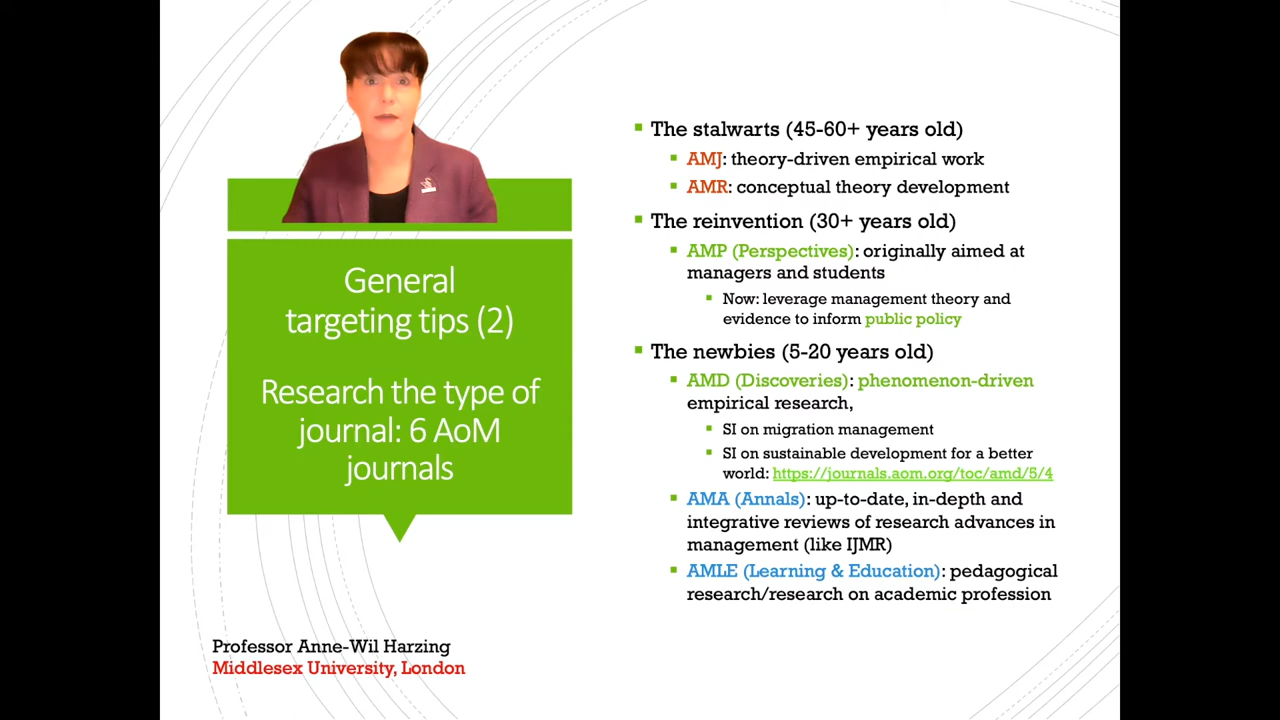 General
targeting tips (2)
Research the type of
journal: 6 AoM
journals
The stalwarts (45-60+ years old)
AMJ: theory-driven empirical work
AMR: conceptual theory development
The reinvention (30+ years old)
AMP (Perspectives): originally aimed at
managers and students
Now: leverage management theory and
evidence to inform public policy
The newbies (5-20 years old)
AMD (Discoveries): phenomenon-driven
empirical research,
SI on migration management
SI on sustainable development for a better
world: https://journals.aom.org/toc/amd/5/4
AMA (Annals): up-to-date, in-depth and
integrative reviews of research advances in
management (like IJMR)
AMLE (Learning & Education): pedagogical
research/research on academic profession
Professor Anne-Wil Harzing
Middlesex University, London